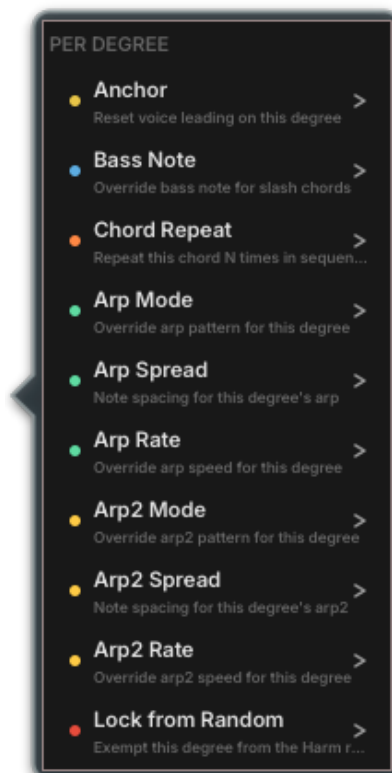 PER DEGREE
Anchor
Reset voice leading on this degree
Bass Note
Override bass note for slash chords
Chord Repeat
Repeat this chord N times in sequen...
Arp Mode
Override arp pattern for this degree
Arp Spread
Note spacing for this degree's arp
Arp Rate
Override arp speed for this degree
Arp2 Mode
Override arp2 pattern for this degree
Arp2 Spread
Note spacing for this degree's arp2
Arp2 Rate
Override arp2 speed for this degree
Lock from Random
Exempt this degree from the Harm r...